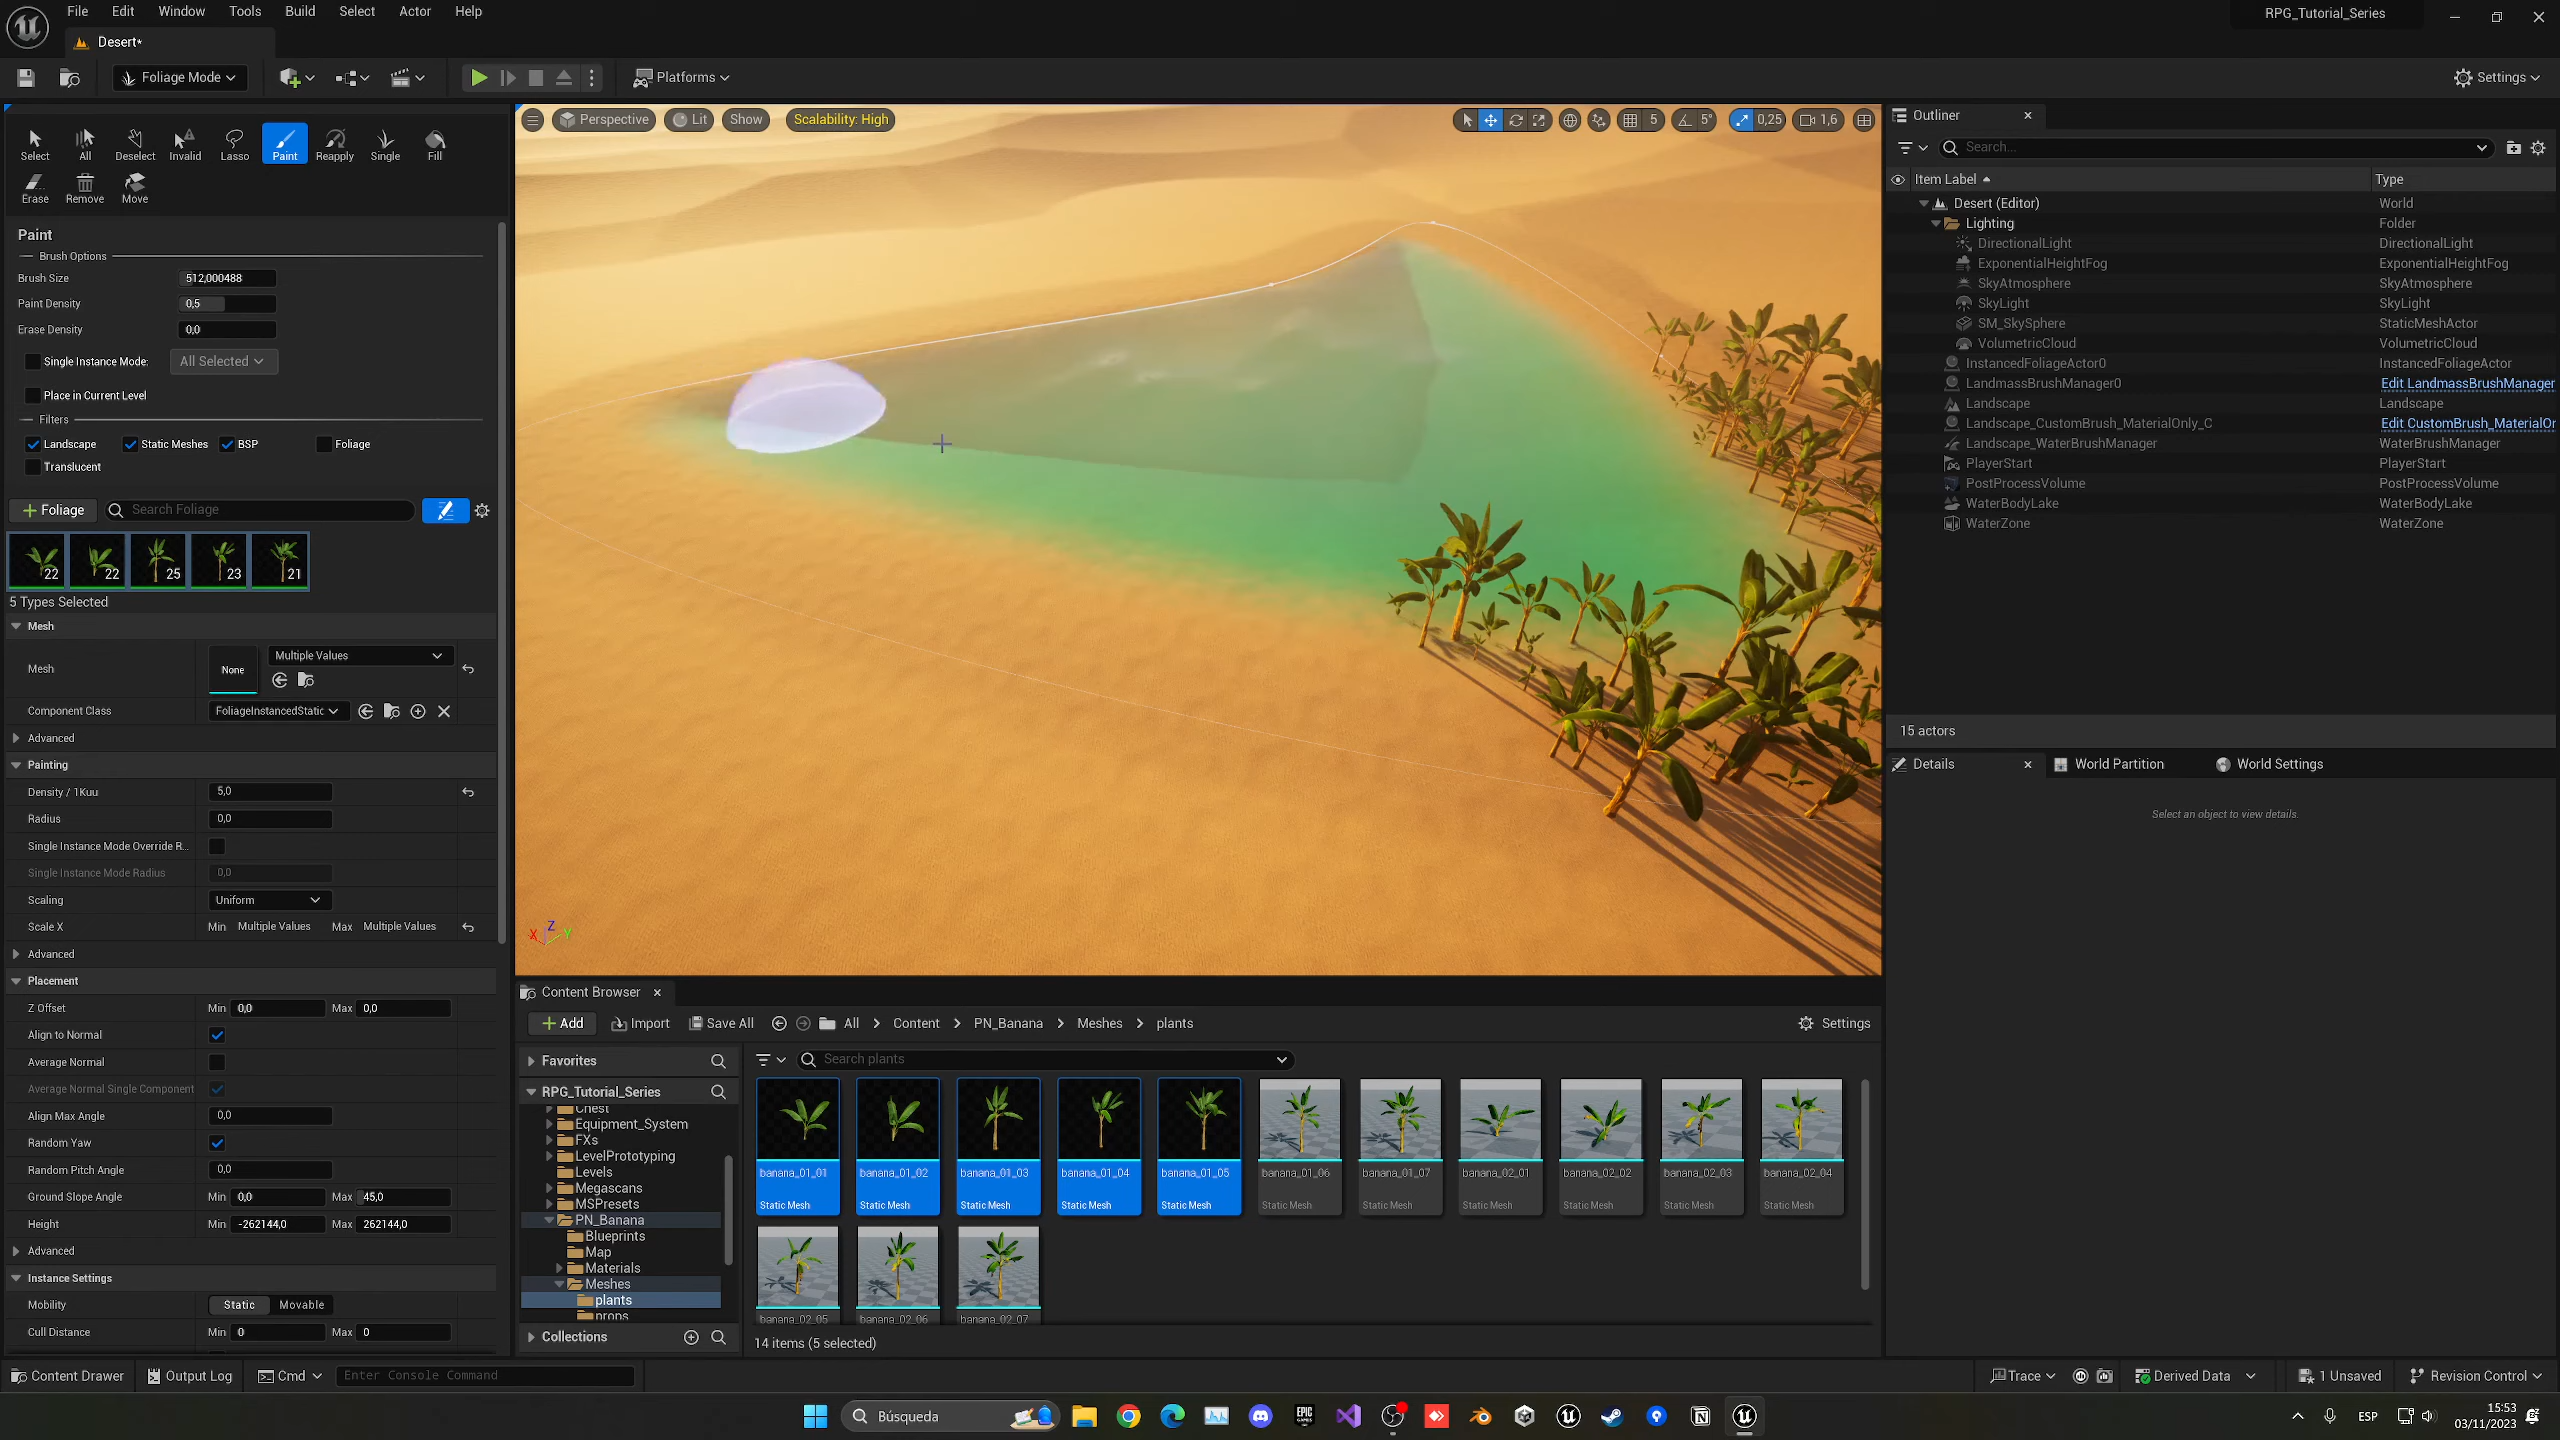 File Edit Window Tools Build Select Actor Help
RPG_Tutorial_Series
Desert*
Foliage Mode
Platforms
Settings
Select All Deselect Invalid Lasso Paint Reapply Single Fill
Erase Remove Move
Paint
Brush Options
Brush Size 512,000488
Paint Density 0,5
Erase Density 0,0
Single Instance Mode: All Selected
Place in Current Level
Filters
Landscape Static Meshes BSP Foliage
Translucent
+ Foliage Search Foliage
22 22 25 23 21
5 Types Selected
Mesh
Mesh None Multiple Values
Component Class FoliageInstancedStatic
Advanced
Painting
Density / 1Kuu 5,0
Radius 0,0
Single Instance Mode Override R...
Single Instance Mode Radius 0,0
Scaling Uniform
Scale X Min Multiple Values Max Multiple Values
Advanced
Placement
Z Offset Min 0,0 Max 0,0
Align to Normal
Average Normal
Average Normal Single Component
Align Max Angle 0,0
Random Yaw
Random Pitch Angle 0,0
Ground Slope Angle Min 0,0 Max 45,0
Height Min -262144,0 Max 262144,0
Advanced
Instance Settings
Mobility Static Movable
Cull Distance Min 0 Max 0
Perspective Lit Show Scalability: High
5 5° 0,25 1,6
X Z Y
Content Browser
+ Add Import Save All All > Content > PN_Banana > Meshes > plants
Settings
Favorites
RPG_Tutorial_Series
Chest
Equipment_System
FXs
LevelPrototyping
Levels
Megascans
MSPresets
PN_Banana
Blueprints
Map
Materials
Meshes
plants
props
Collections
Search plants
banana_01_01 banana_01_02 banana_01_03 banana_01_04 banana_01_05 banana_01_06 banana_01_07 banana_02_01 banana_02_02 banana_02_03 banana_02_04
Static Mesh Static Mesh Static Mesh Static Mesh Static Mesh Static Mesh Static Mesh Static Mesh Static Mesh Static Mesh Static Mesh
banana_02_05 banana_02_06 banana_02_07
14 items (5 selected)
Outliner
Search...
Item Label Type
Desert (Editor) World
Lighting Folder
DirectionalLight DirectionalLight
ExponentialHeightFog ExponentialHeightFog
SkyAtmosphere SkyAtmosphere
SkyLight SkyLight
SM_SkySphere StaticMeshActor
VolumetricCloud VolumetricCloud
InstancedFoliageActor0 InstancedFoliageActor
LandmassBrushManager0 Edit LandmassBrushManager
Landscape Landscape
Landscape_CustomBrush_MaterialOnly_C Edit CustomBrush_MaterialOr
Landscape_WaterBrushManager WaterBrushManager
PlayerStart PlayerStart
PostProcessVolume PostProcessVolume
WaterBodyLake WaterBodyLake
WaterZone WaterZone
15 actors
Details World Partition World Settings
Select an object to view details.
Content Drawer Output Log Cmd Enter Console Command
Trace Derived Data 1 Unsaved Revision Control
Búsqueda
EPIC GAMES
ESP
15:53
03/11/2023